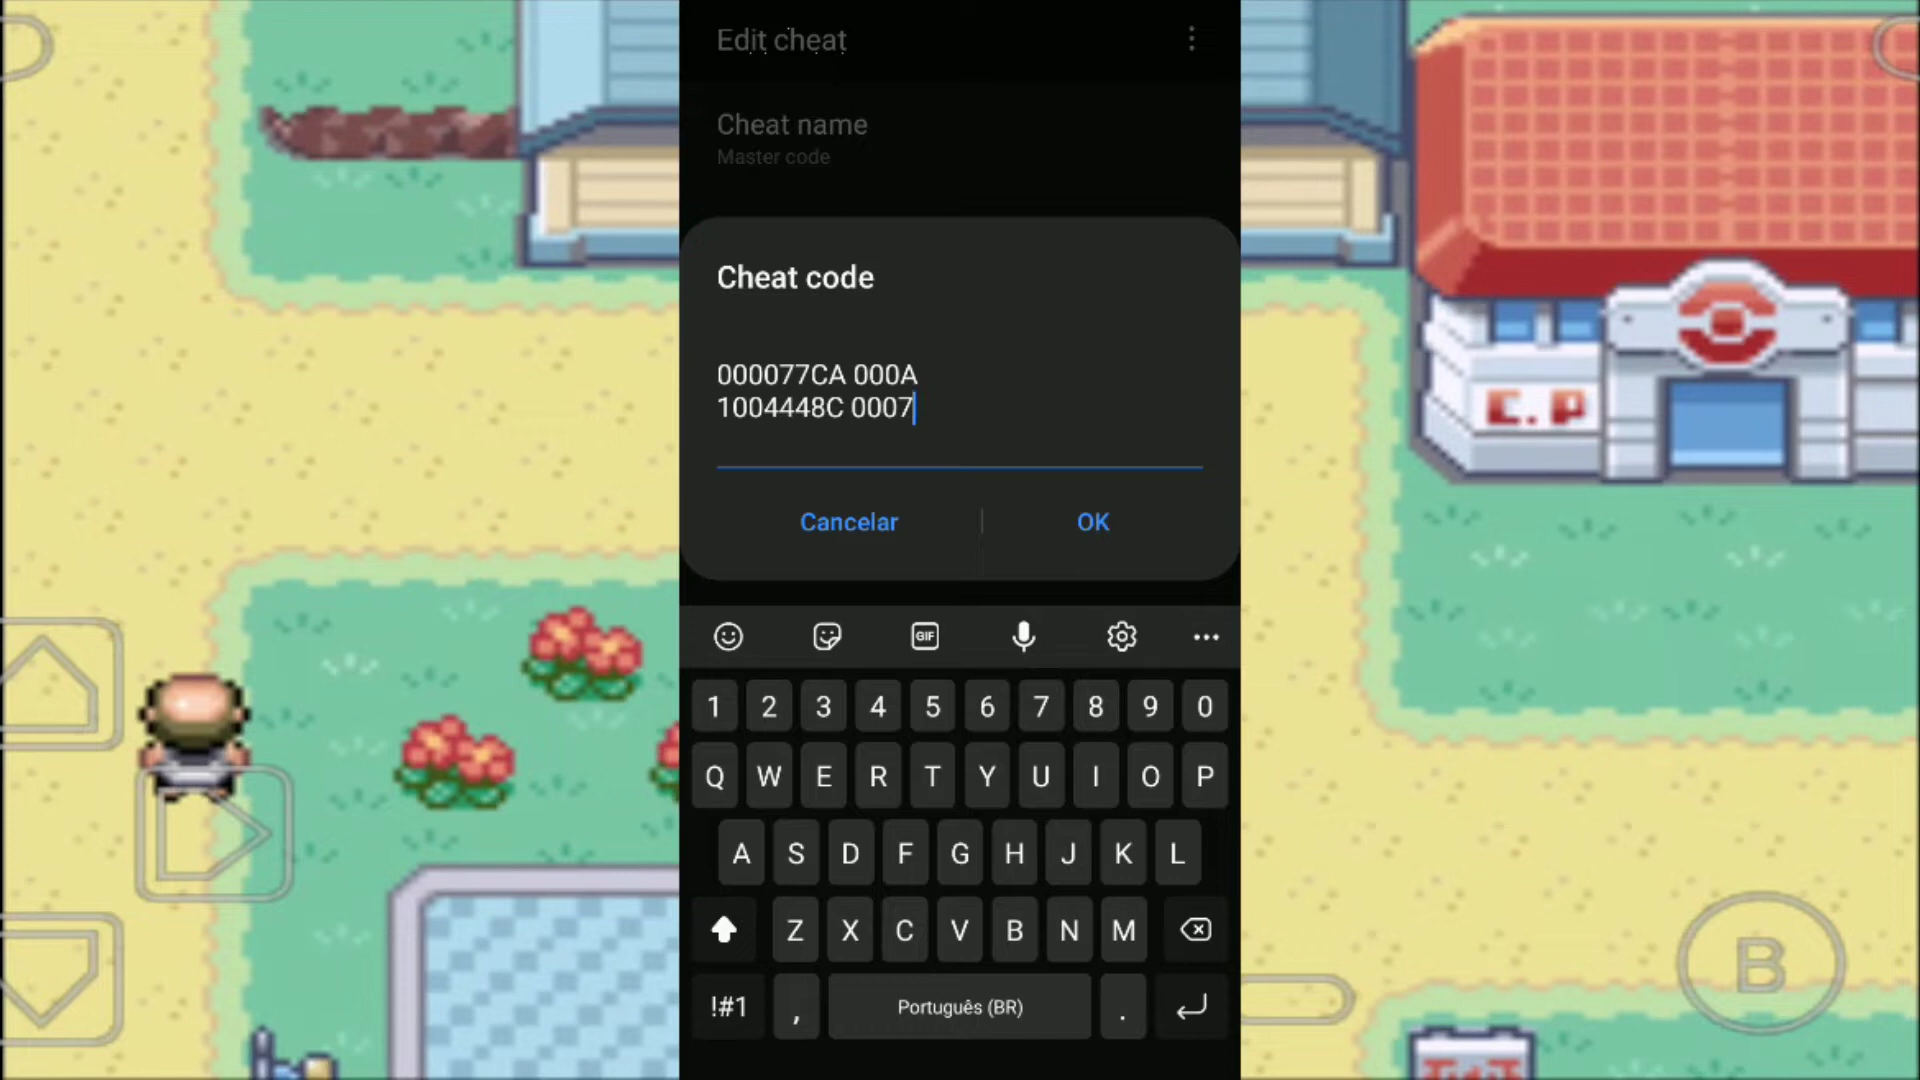 Edit cheat
Cheat name
Master code
Cheat code
000077CA 000A
1004448C 0007
Cancelar
OK
GIF
1 2 3 4 5 6 7 8 9 0
Q W E R T Y U I O P
A S D F G H J K L
Z X C V B N M
!#1 , Português (BR) .
C.P
B